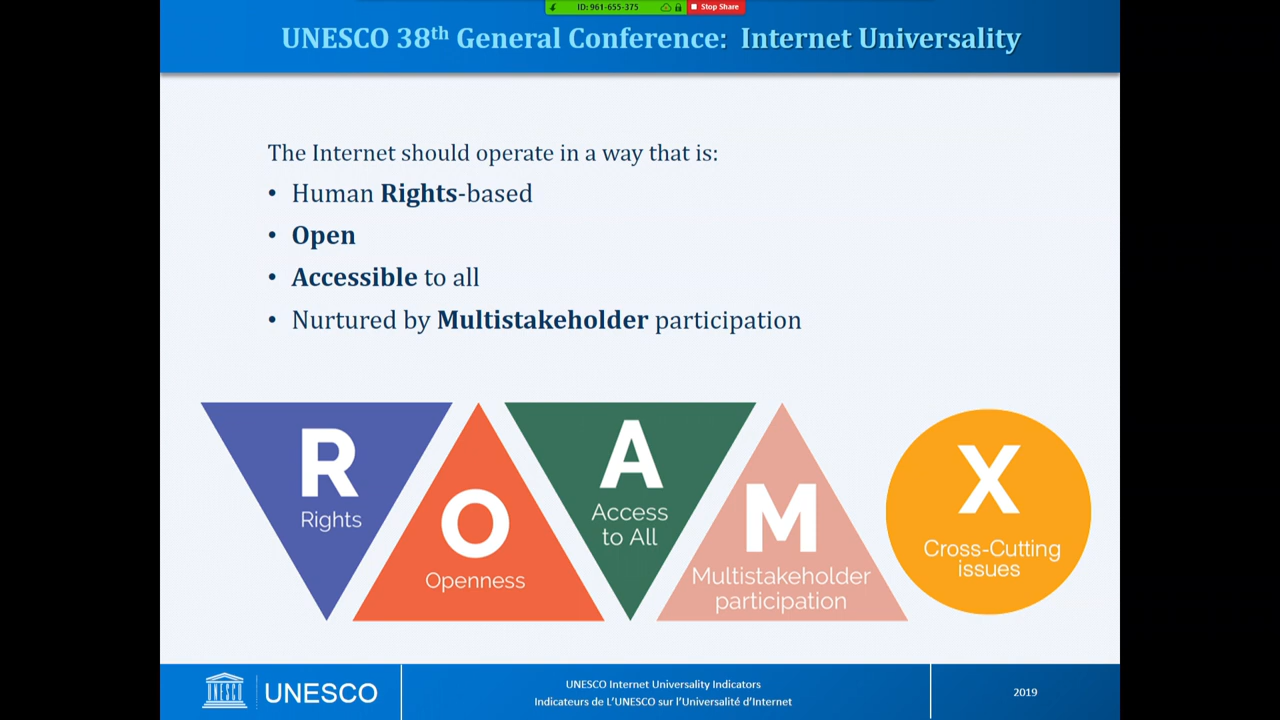 ID: 961-655-375
Stop Share
UNESCO 38th General Conference: Internet Universality
The Internet should operate in a way that is:
• Human Rights-based
• Open
• Accessible to all
• Nurtured by Multistakeholder participation
R
Rights
O
Openness
A
Access
to All
M
Multistakeholder
participation
X
Cross-Cutting
issues
UNESCO
UNESCO
UNESCO Internet Universality Indicators
Indicateurs de L’UNESCO sur l’Universalité d’Internet
2019